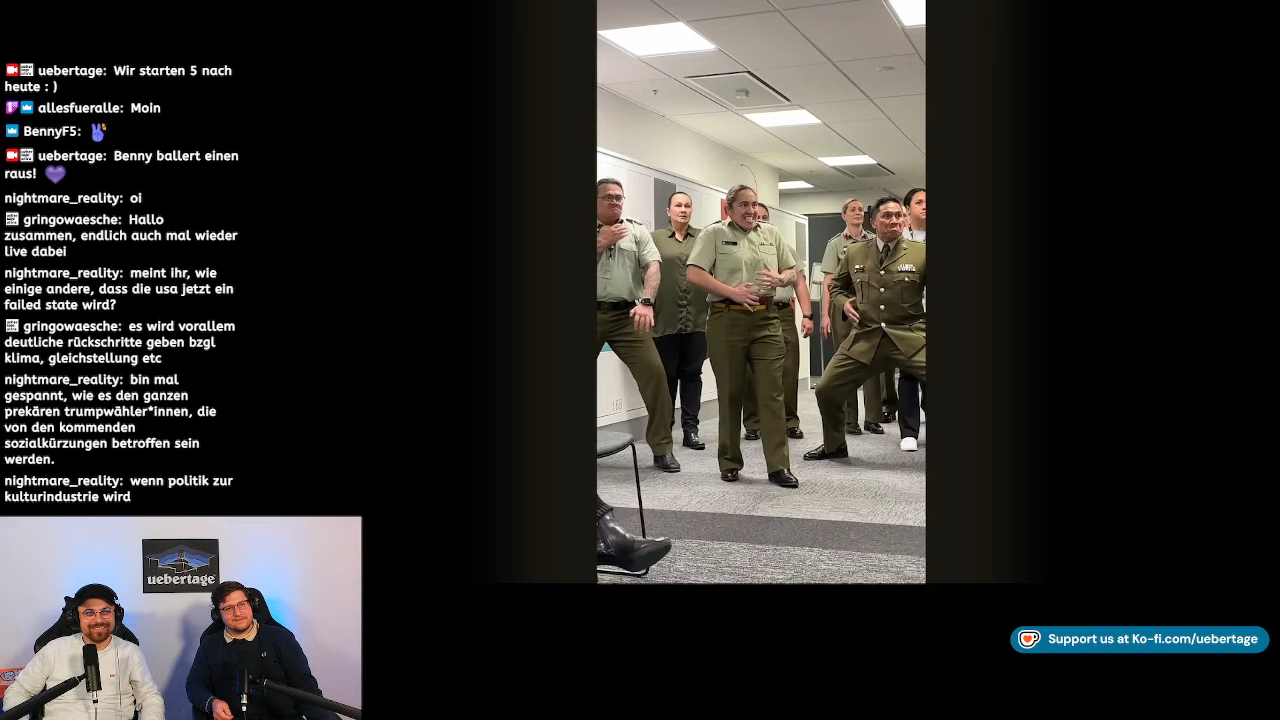 uebertage: Wir starten 5 nach
heute : )
allesfueralle: Moin
BennyF5:
uebertage: Benny ballert einen
raus!
nightmare_reality: oi
gringowaesche: Hallo
zusammen, endlich auch mal wieder
live dabei
nightmare_reality: meint ihr, wie
einige andere, dass die usa jetzt ein
failed state wird?
gringowaesche: es wird vorallem
deutliche rückschritte geben bzgl
klima, gleichstellung etc
nightmare_reality: bin mal
gespannt, wie es den ganzen
prekären trumpwähler*innen, die
von den kommenden
sozialkürzungen betroffen sein
werden.
nightmare_reality: wenn politik zur
kulturindustrie wird
uebertage
Support us at Ko-fi.com/uebertage